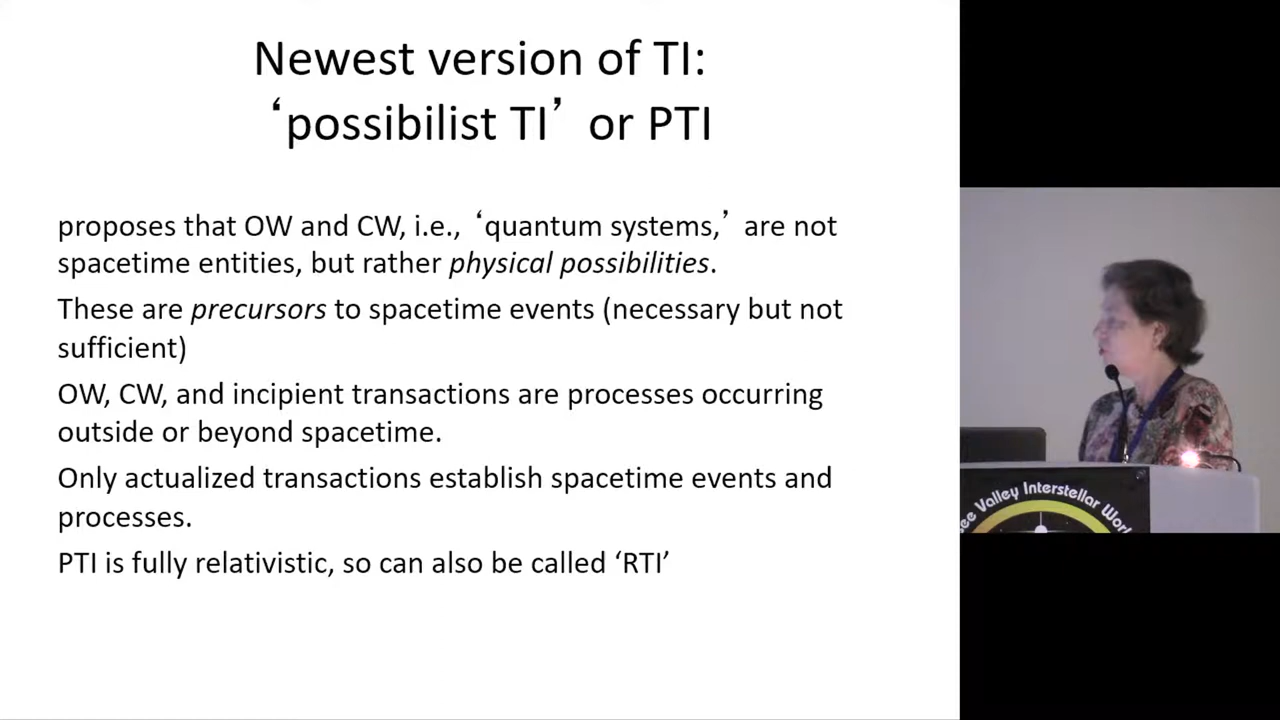 Newest version of TI:
‘possibilist TI’ or PTI
proposes that OW and CW, i.e., ‘quantum systems,’ are not
spacetime entities, but rather physical possibilities.
These are precursors to spacetime events (necessary but not
sufficient)
OW, CW, and incipient transactions are processes occurring
outside or beyond spacetime.
Only actualized transactions establish spacetime events and
processes.
PTI is fully relativistic, so can also be called ‘RTI’
Valley Interstellar